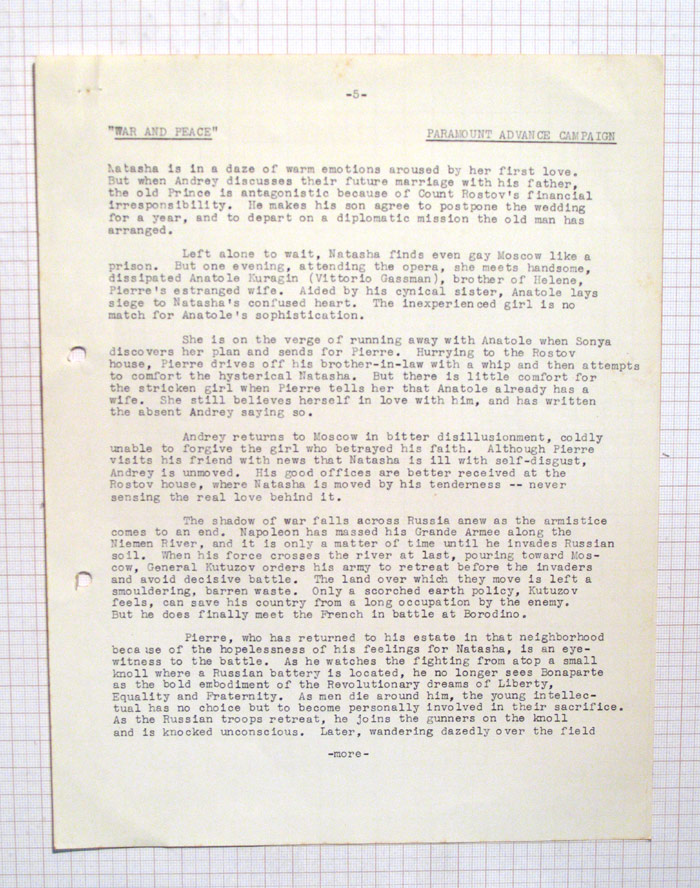 -5-
"WAR AND PEACE"
PARAMOUNT ADVANCE CAMPAIGN
Natasha is in a daze of warm emotions aroused by her first love.
But when Andrey discusses their future marriage with his father,
the old Prince is antagonistic because of Count Rostov's financial
irresponsibility. He makes his son agree to postpone the wedding
for a year, and to depart on a diplomatic mission the old man has
arranged.
Left alone to wait, Natasha finds even gay Moscow like a
prison. But one evening, attending the opera, she meets handsome,
dissipated Anatole Kuragin (Vittorio Gassman), brother of Helene,
Pierre's estranged wife. Aided by his cynical sister, Anatole lays
siege to Natasha's confused heart. The inexperienced girl is no
match for Anatole's sophistication.
She is on the verge of running away with Anatole when Sonya
discovers her plan and sends for Pierre. Hurrying to the Rostov
house, Pierre drives off his brother-in-law with a whip and then attempts
to comfort the hysterical Natasha. But there is little comfort for
the stricken girl when Pierre tells her that Anatole already has a
wife. She still believes herself in love with him, and has written
the absent Andrey saying so.
Andrey returns to Moscow in bitter disillusionment, coldly
unable to forgive the girl who betrayed his faith. Although Pierre
visits his friend with news that Natasha is ill with self-disgust,
Andrey is unmoved. His good offices are better received at the
Rostov house, where Natasha is moved by his tenderness -- never
sensing the real love behind it.
The shadow of war falls across Russia anew as the armistice
comes to an end. Napoleon has massed his Grande Armee along the
Niemen River, and it is only a matter of time until he invades Russian
soil. When his force crosses the river at last, pouring toward Mos-
cow, General Kutuzov orders his army to retreat before the invaders
and avoid decisive battle. The land over which they move is left a
smouldering, barren waste. Only a scorched earth policy, Kutuzov
feels, can save his country from a long occupation by the enemy.
But he does finally meet the French in battle at Borodino.
Pierre, who has returned to his estate in that neighborhood
because of the hopelessness of his feelings for Natasha, is an eye-
witness to the battle. As he watches the fighting from atop a small
knoll where a Russian battery is located, he no longer sees Bonaparte
as the bold embodiment of the Revolutionary dreams of Liberty,
Equality and Fraternity. As men die around him, the young intellec-
tual has no choice but to become personally involved in their sacrifice.
As the Russian troops retreat, he joins the gunners on the knoll
and is knocked unconscious. Later, wandering dazedly over the field
-more-